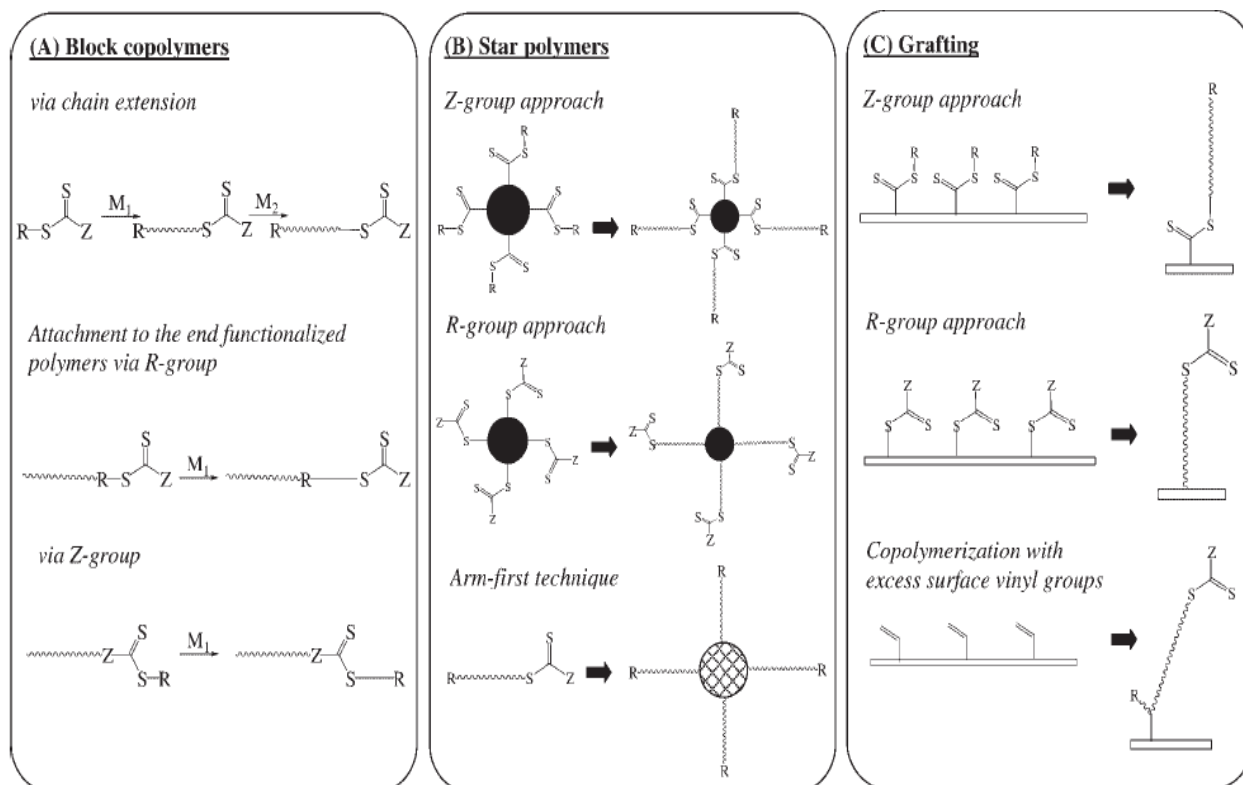 (A) Block copolymers
via chain extension
S S S
M₁ M₂
R S Z R S Z R S Z
Attachment to the end functionalized
polymers via R-group
S S
M₁
R S Z R S Z
via Z-group
S S
M₁
Z Z
S R S R
(B) Star polymers
Z-group approach
R
S S
S S
R S S R
S S
R
R
S S
S S
R S S R
S S
R
R-group approach
Z
S S
S
Z S S
S Z
S S
Z
Z
S S
S
Z S S
S Z
S S
Z
Arm-first technique
S
R S Z
R
R R
R
(C) Grafting
Z-group approach
R R R
S S S S S S
R
S S
R-group approach
Z Z Z
S S S S S S
Z
S S
Copolymerization with
excess surface vinyl groups
Z
S S
R